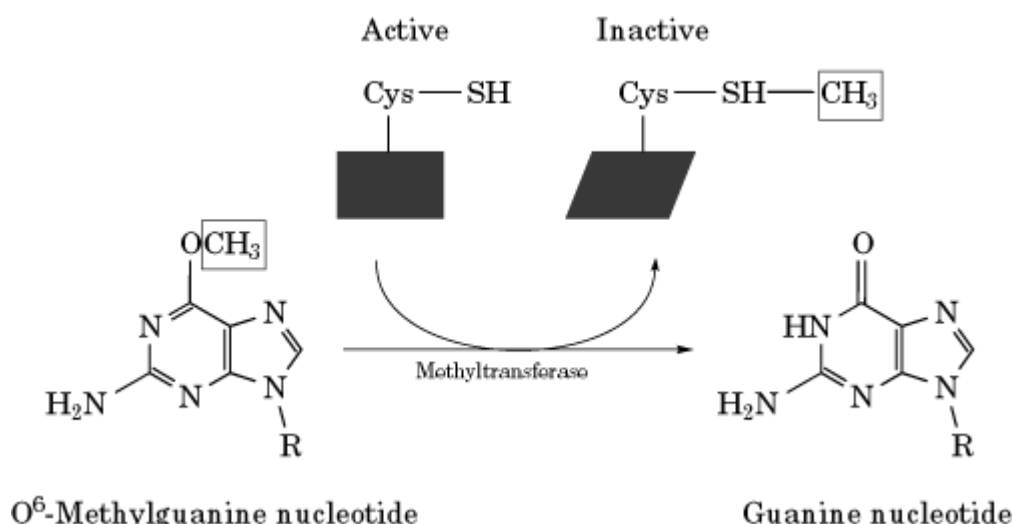 Active
Inactive
Cys SH
Cys SH CH3
OCH3
N
N
N
N
H2N
R
Methyltransferase
O
HN
N
N
N
H2N
R
O6-Methylguanine nucleotide
Guanine nucleotide